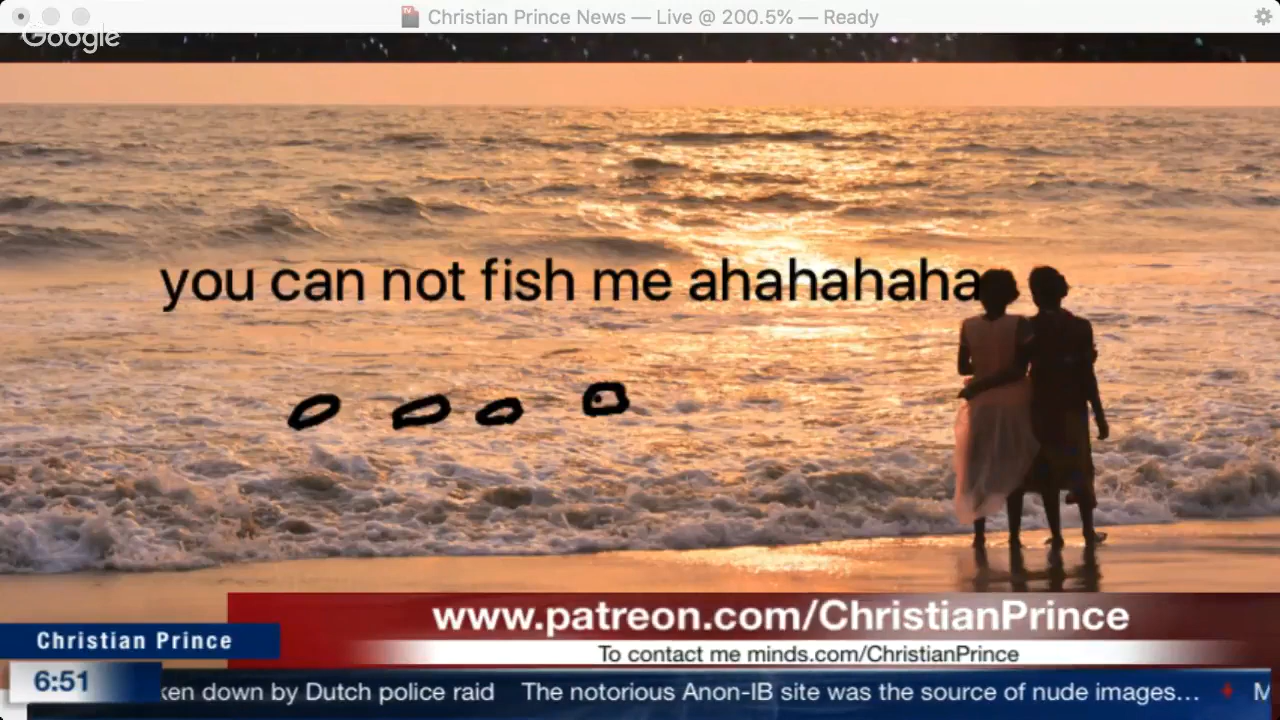 Christian Prince News — Live @ 200.5% — Ready
Google
you can not fish me ahahahaha
www.patreon.com/ChristianPrince
Christian Prince
To contact me minds.com/ChristianPrince
6:51
ken down by Dutch police raid The notorious Anon-IB site was the source of nude images... M